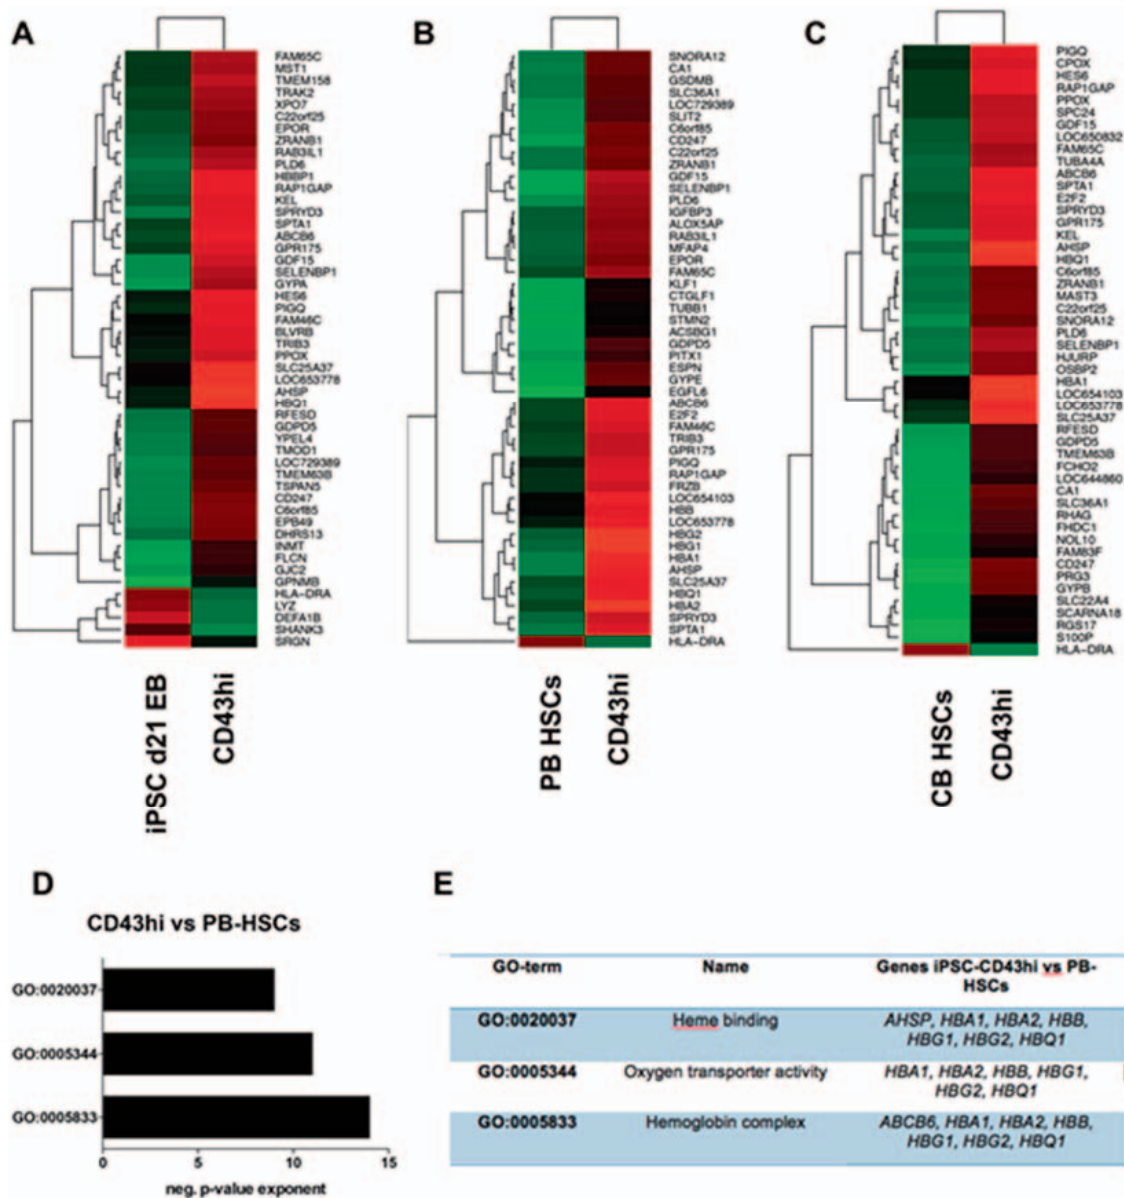 A
FAM65C
MST1
TMEM158
TRAK2
XPO7
C22orf25
EPOR
ZRANB1
RAB3IL1
PLD6
HBBP1
RAP1GAP
KEL
SPRYD3
SPTA1
ABCB6
GPR175
GDF15
SELENBP1
GYPA
HES6
PIGQ
FAM46C
BLVRB
TRIB3
PPOX
SLC25A37
LOC653778
AHSP
HBQ1
RFESD
GDPD5
YPEL4
TMOD1
LOC729389
TMEM63B
TSPAN5
CD247
C6orf85
EPB49
DHRS13
INMT
FLCN
GJC2
GPNMB
HLA-DRA
LYZ
DEFA1B
SHANK3
SRGN
iPSC d21 EB
CD43hi
B
SNORA12
CA1
GSDMB
SLC36A1
LOC729389
SLIT2
C6orf85
CD247
C22orf25
ZRANB1
GDF15
SELENBP1
PLD6
IGFBP3
ALOX5AP
RAB3IL1
MFAP4
EPOR
FAM65C
KLF1
CTGLF1
TUBB1
STMN2
ACSBG1
GDPD5
PITX1
ESPN
GYPE
EGFL6
ABCB6
E2F2
FAM46C
TRIB3
GPR175
PIGQ
RAP1GAP
FRZB
LOC654103
HBB
LOC653778
HBG2
HBG1
HBA1
AHSP
SLC25A37
HBQ1
HBA2
SPRYD3
SPTA1
HLA-DRA
PB HSCs
CD43hi
C
PIGQ
CPOX
HES6
RAP1GAP
PPOX
SPC24
GDF15
LOC650832
FAM65C
TUBA4A
ABCB6
SPTA1
E2F2
SPRYD3
GPR175
KEL
AHSP
HBQ1
C6orf85
ZRANB1
MAST3
C22orf25
SNORA12
PLD6
SELENBP1
HJURP
OSBP2
HBA1
LOC654103
LOC653778
SLC25A37
RFESD
GDPD5
TMEM63B
FCHO2
LOC644860
CA1
SLC36A1
RHAG
FHDC1
NOL10
FAM83F
CD247
PRG3
GYPB
SLC22A4
SCARNA18
RGS17
S100P
HLA-DRA
CB HSCs
CD43hi
D
CD43hi vs PB-HSCs
GO:0020037
GO:0005344
GO:0005833
0 5 10 15
neg. p-value exponent
E
GO-term Name Genes iPSC-CD43hi vs PB-
HSCs
GO:0020037 Heme binding AHSP, HBA1, HBA2, HBB,
HBG1, HBG2, HBQ1
GO:0005344 Oxygen transporter activity HBA1, HBA2, HBB, HBG1,
HBG2, HBQ1
GO:0005833 Hemoglobin complex ABCB6, HBA1, HBA2, HBB,
HBG1, HBG2, HBQ1